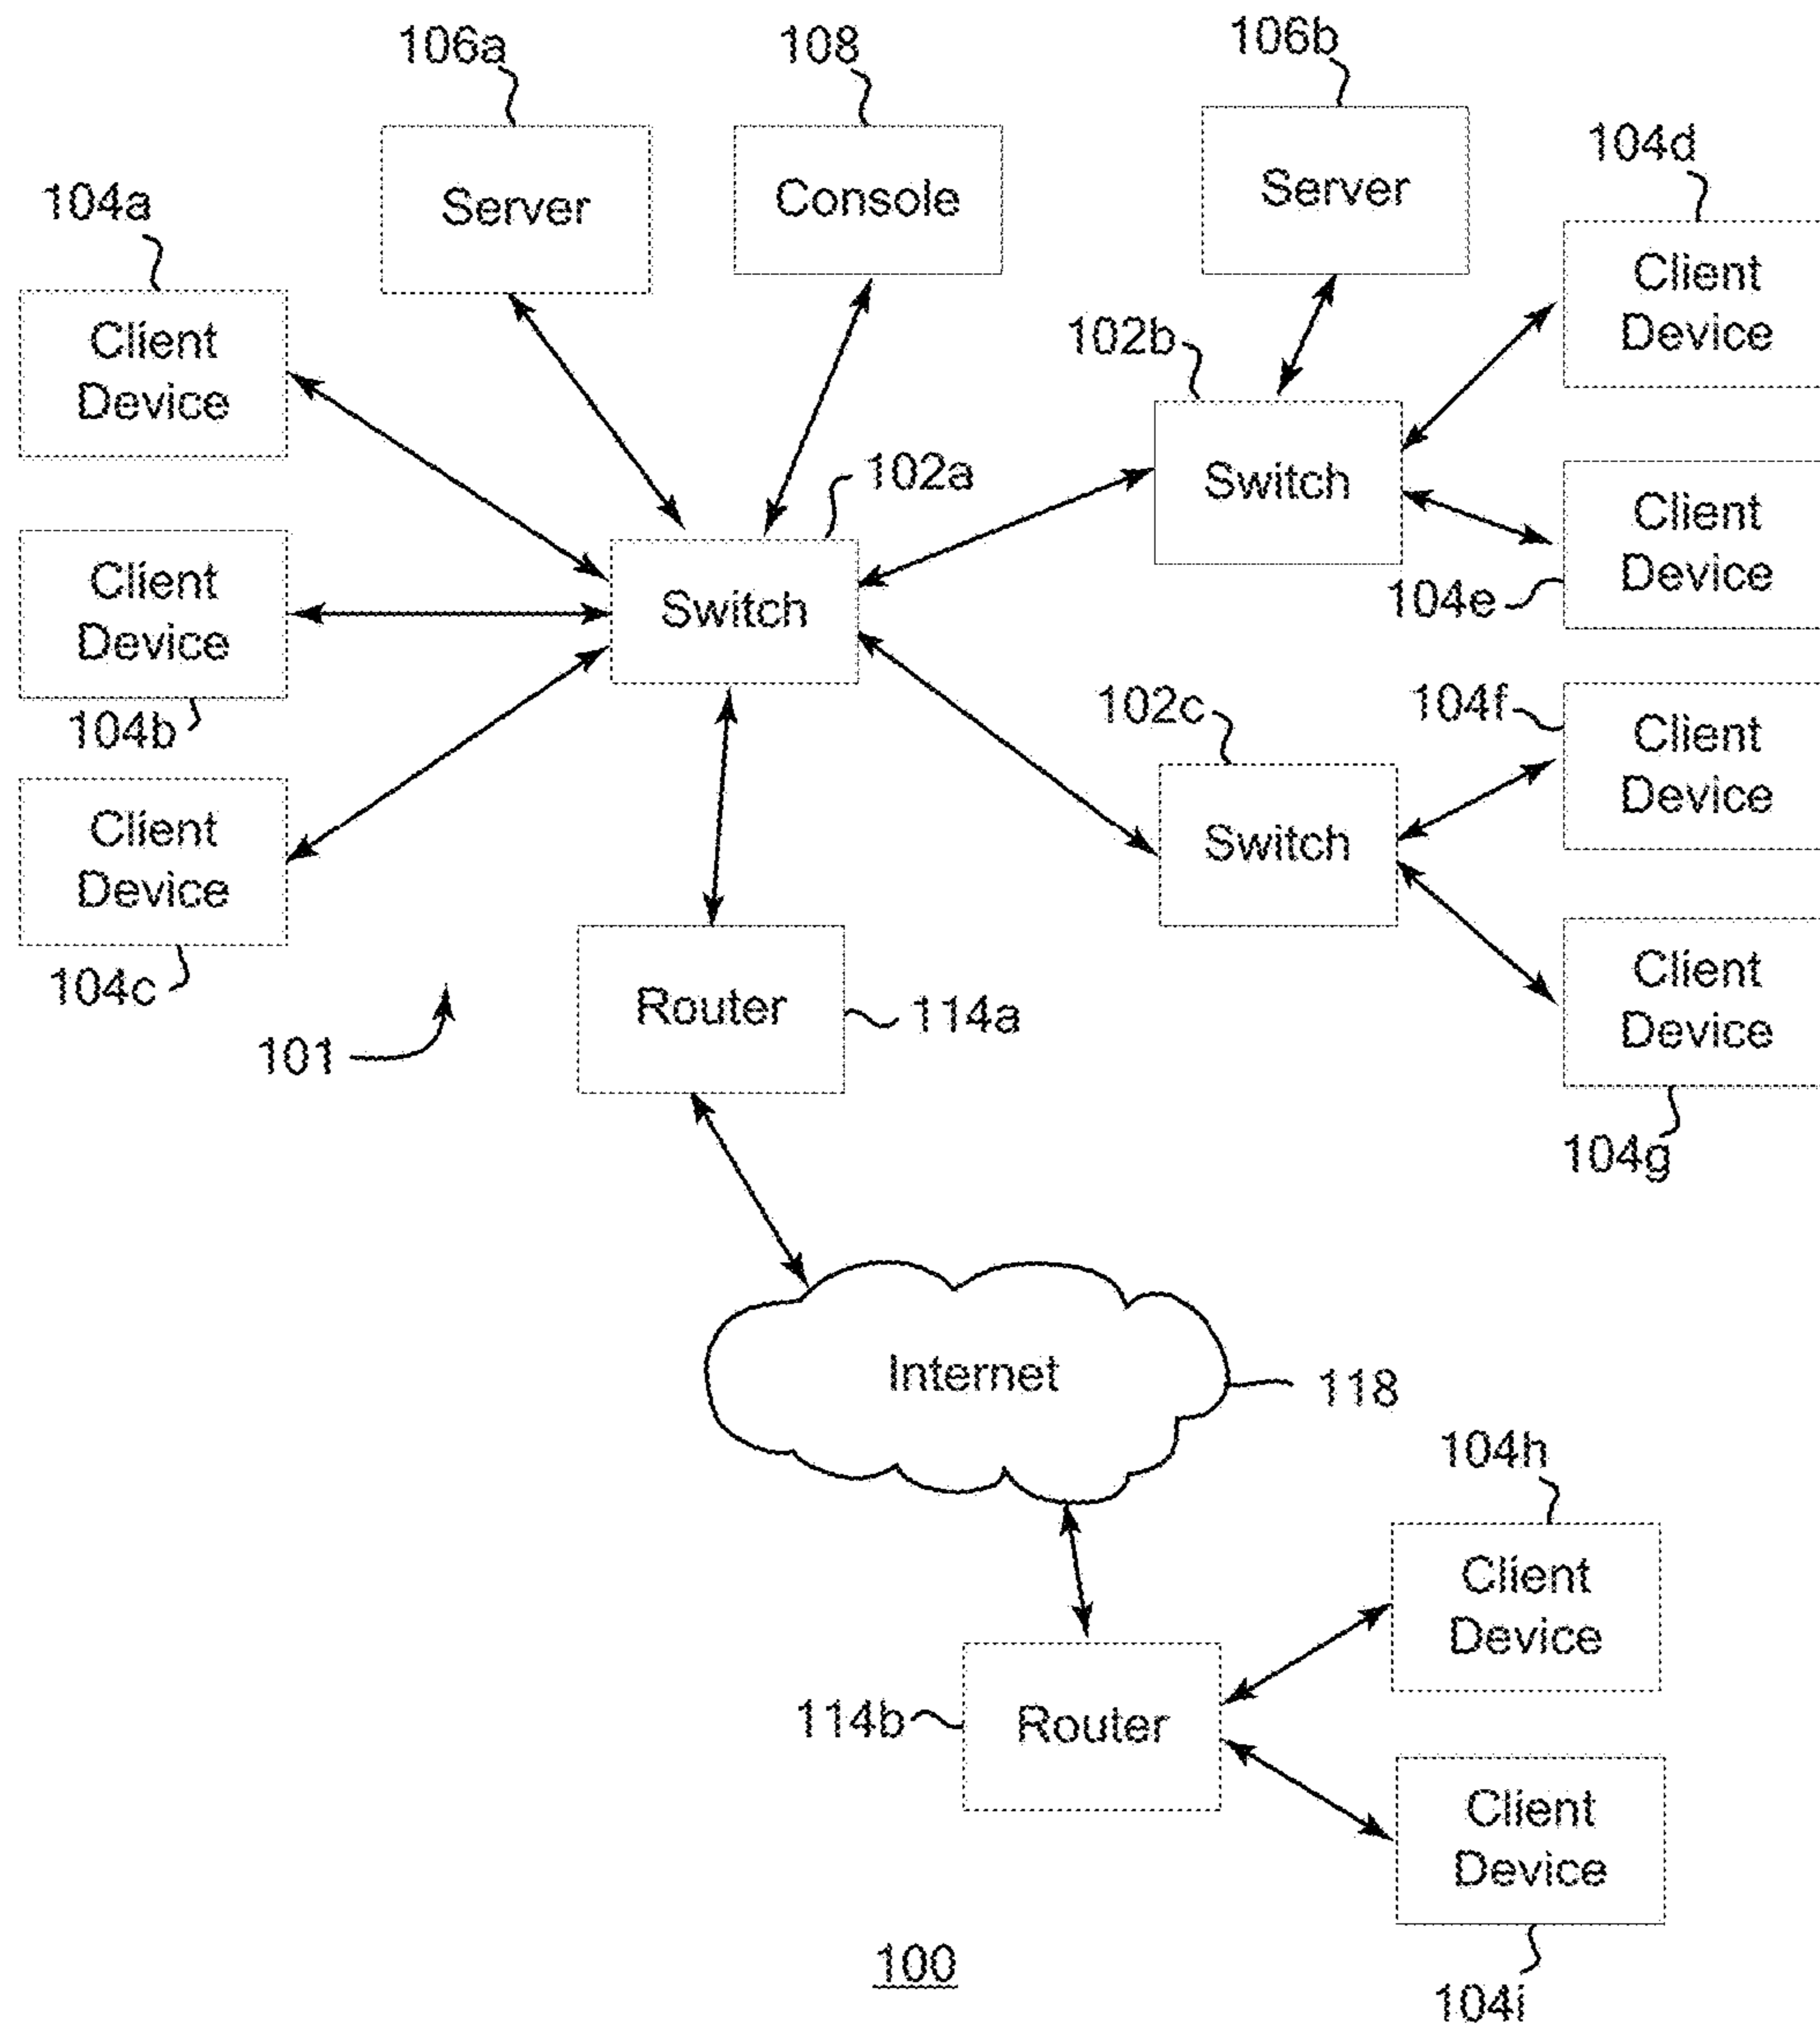 106a
108
106b
104d
104a
Server
Console
Server
Client
Device
Client
Device
102b
102a
Switch
Client
Device
104e
Client
Device
104b
Switch
102c
104f
Client
Device
Client
Device
104c
Switch
Client
Device
104g
101
Router
114a
Internet
118
104h
Client
Device
114b
Router
Client
Device
104i
100